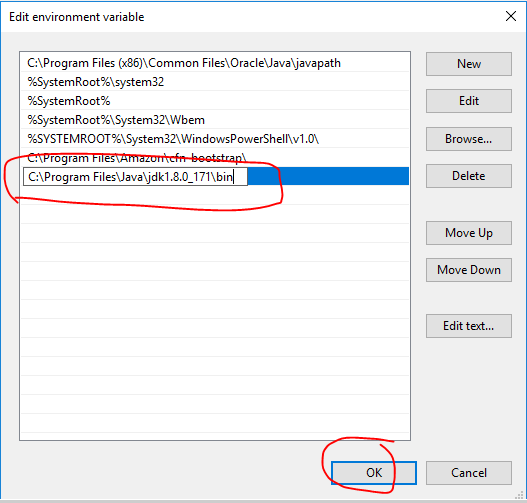 Edit environment variable
C:\Program Files (x86)\Common Files\Oracle\Java\javapath
%SystemRoot%\system32
%SystemRoot%
%SystemRoot%\System32\Wbem
%SYSTEMROOT%\System32\WindowsPowerShell\v1.0\
C:\Program Files\Amazon\cfn-bootstrap\
C:\Program Files\Java\jdk1.8.0_171\bin
New
Edit
Browse...
Delete
Move Up
Move Down
Edit text...
OK
Cancel